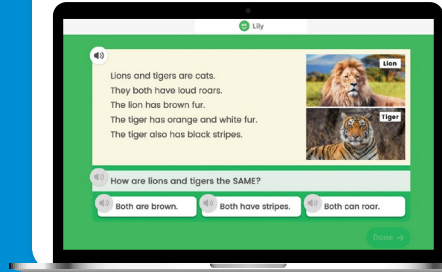 Lily
Lions and tigers are cats.
They both have loud roars.
The lion has brown fur.
The tiger has orange and white fur.
The tiger also has black stripes.
Lion
Tiger
How are lions and tigers the SAME?
Both are brown.
Both have stripes.
Both can roar.
Done →